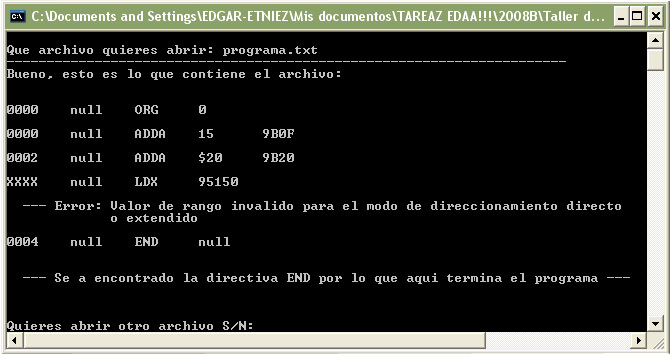 C:\Documents and Settings\EDGAR-ETNIEZ\Mis documentos\TAREAZ EDAA!!!\2008B\Taller d...
Que archivo quieres abrir: programa.txt
----------------------------------------------------------------------
Bueno, esto es lo que contiene el archivo:
0000 null ORG 0
0000 null ADDA 15 9B0F
0002 null ADDA $20 9B20
XXXX null LDX 95150
--- Error: Valor de rango invalido para el modo de direccionamiento directo
o extendido
0004 null END null
--- Se a encontrado la directiva END por lo que aqui termina el programa ---
Quieres abrir otro archivo S/N: